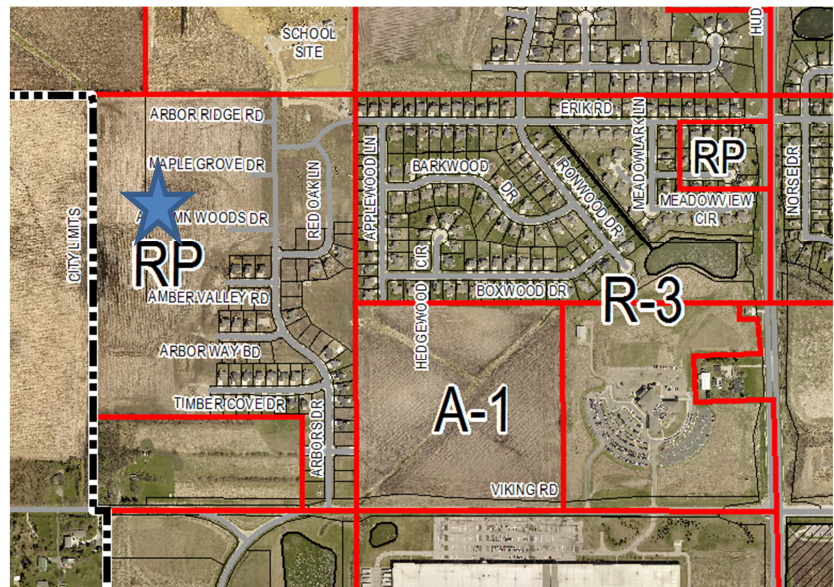 SCHOOL
SITE
HUD
ARBOR RIDGE RD
ERIK RD
MAPLE GROVE DR
RED OAK LN
APPLEWOOD LN
BARKWOOD
DR
RONWOOD DR
MEADOWLARK LN
RP
NORSE DR
MN WOODS DR
MEADOWVIEW
CIR
CITY LIMITS
RP
AMBER VALLEY RD
HEDGEWOOD CIR
BOXWOOD DR
R-3
ARBOR WAY BD
TIMBER COVE DR
ARBORS DR
A-1
VIKING RD